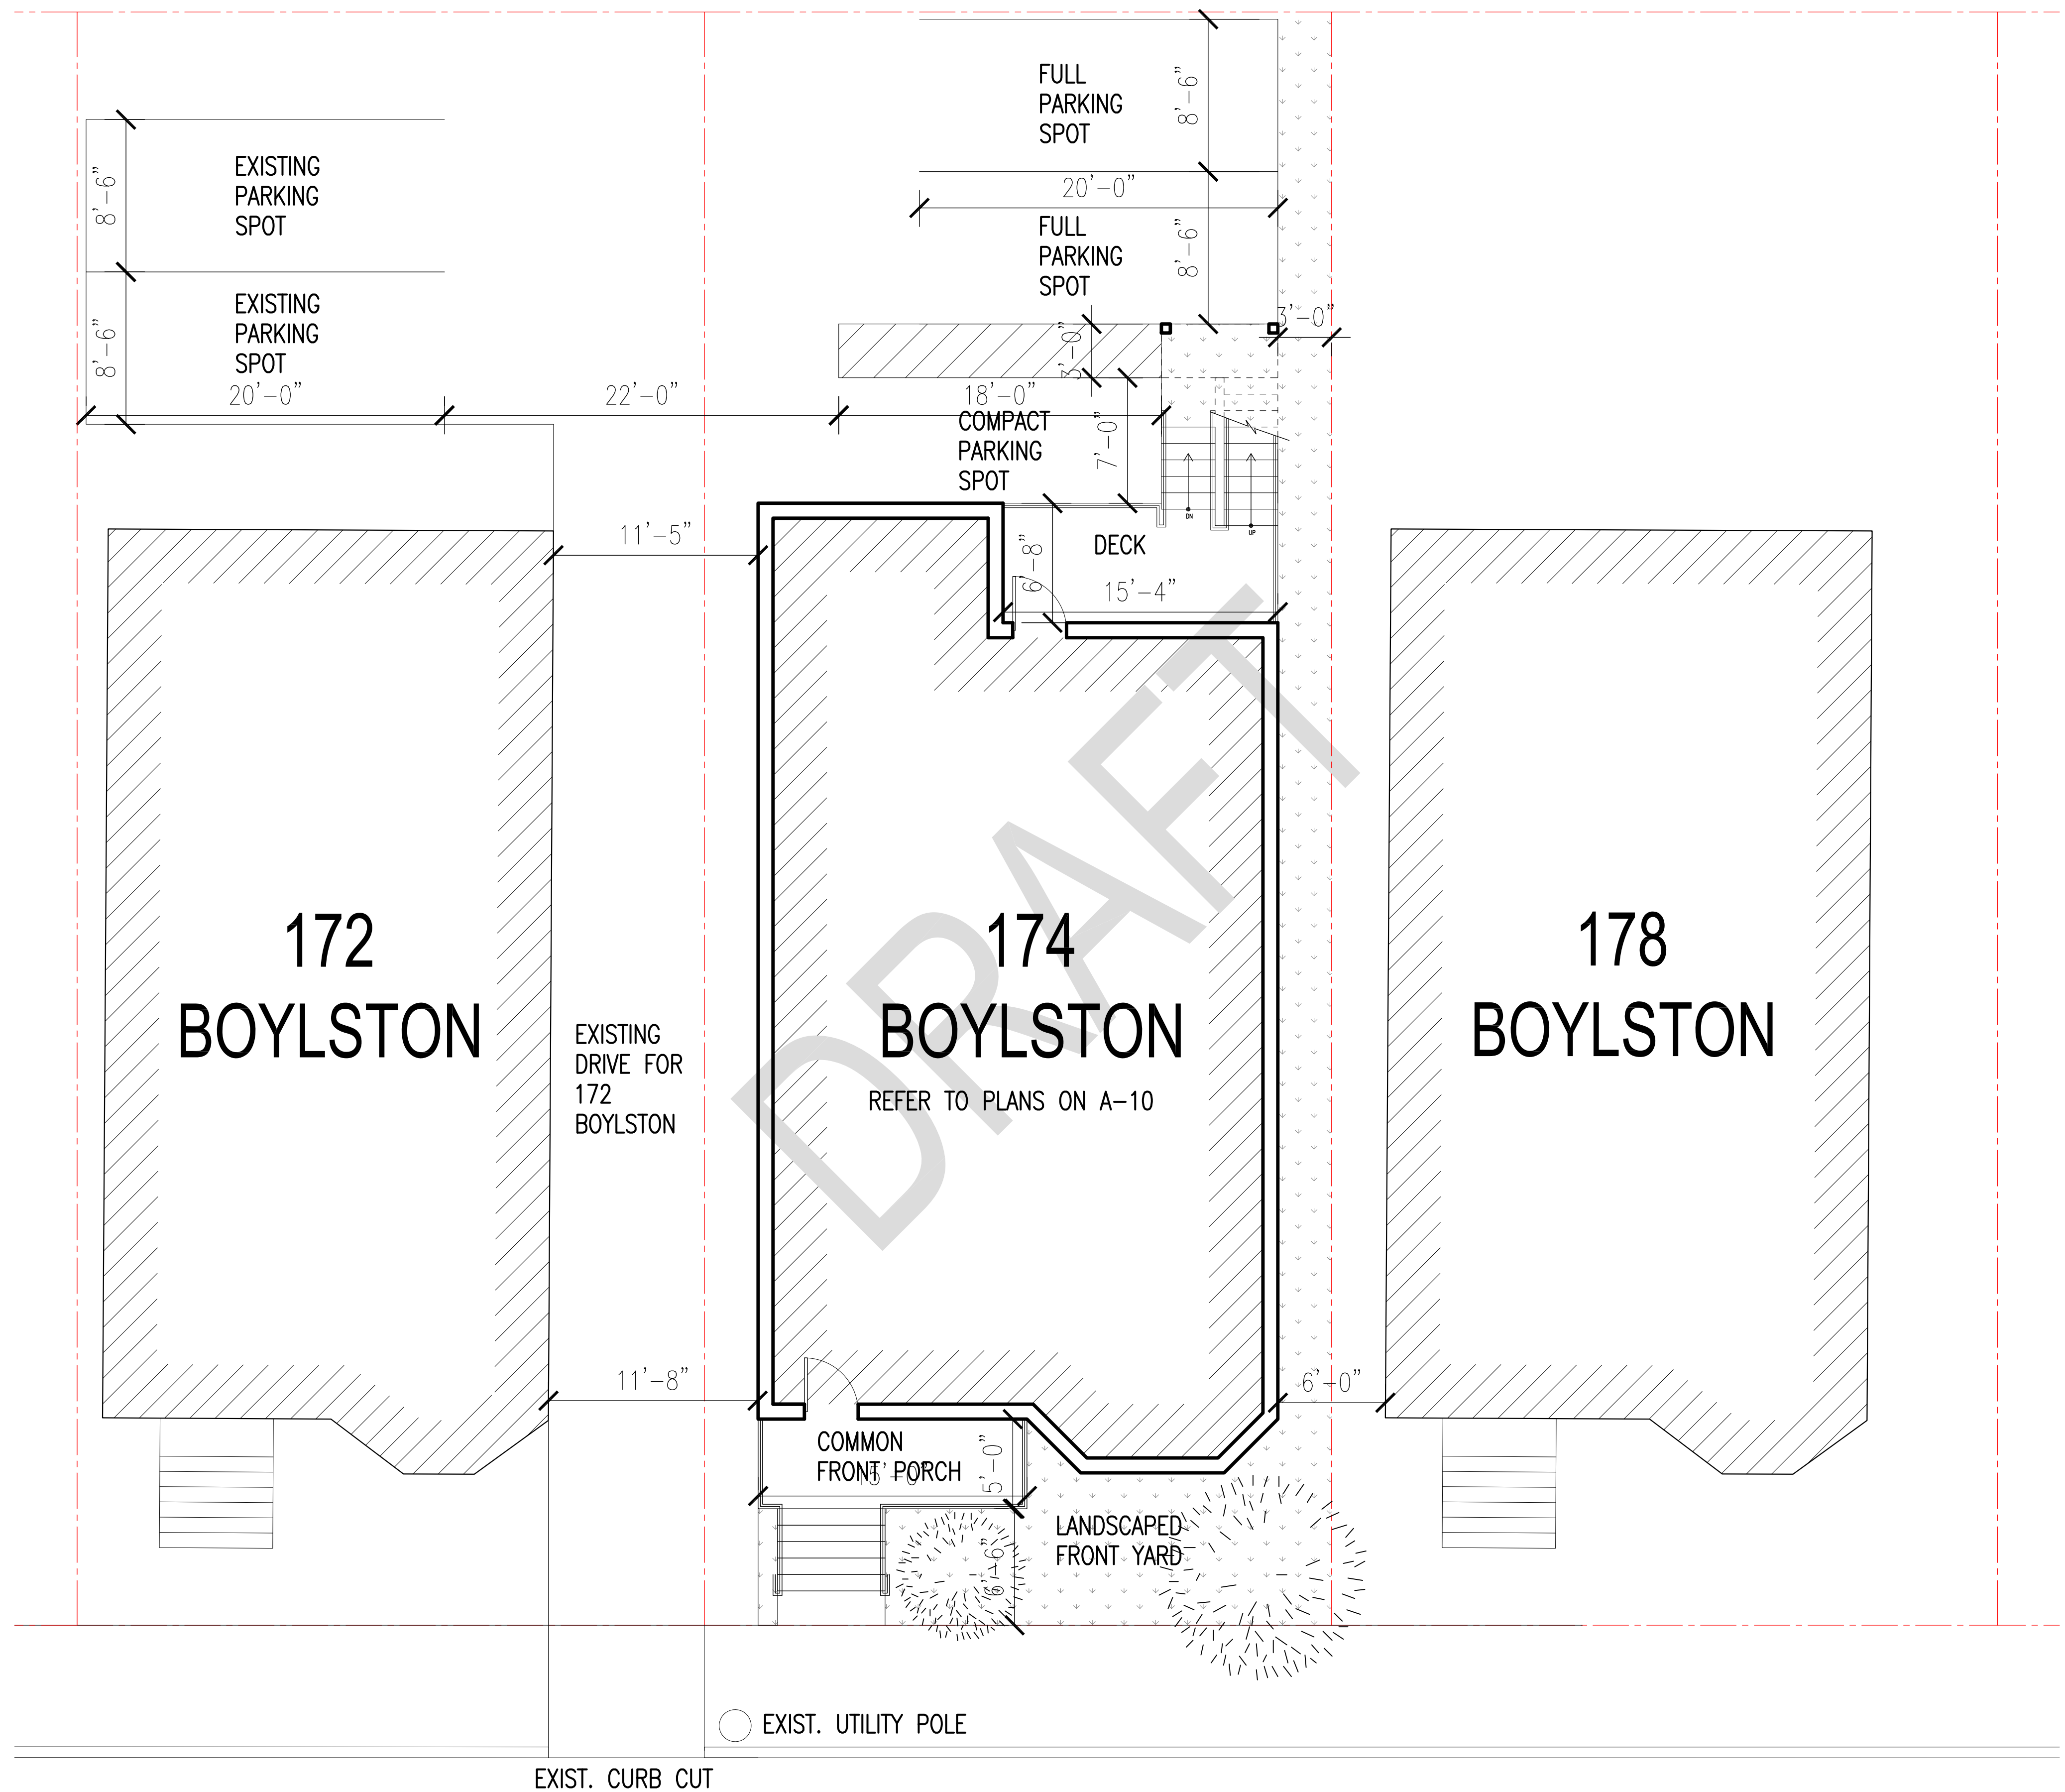 FULL
PARKING
SPOT
8'-6"
EXISTING
PARKING
SPOT
8'-6"
20'-0"
FULL
PARKING
SPOT
8'-6"
EXISTING
PARKING
SPOT
8'-6"
3'-0"
3'-0"
20'-0"
22'-0"
18'-0"
COMPACT
PARKING
SPOT
7'-0"
DN
UP
11'-5"
DECK
6'-8"
15'-4"
DRAFT
172
BOYLSTON
174
BOYLSTON
REFER TO PLANS ON A-10
178
BOYLSTON
EXISTING
DRIVE FOR
172
BOYLSTON
11'-8"
6'-0"
COMMON
FRONT PORCH
15'-0"
5'-0"
LANDSCAPED
FRONT YARD
6'-6"
EXIST. UTILITY POLE
EXIST. CURB CUT